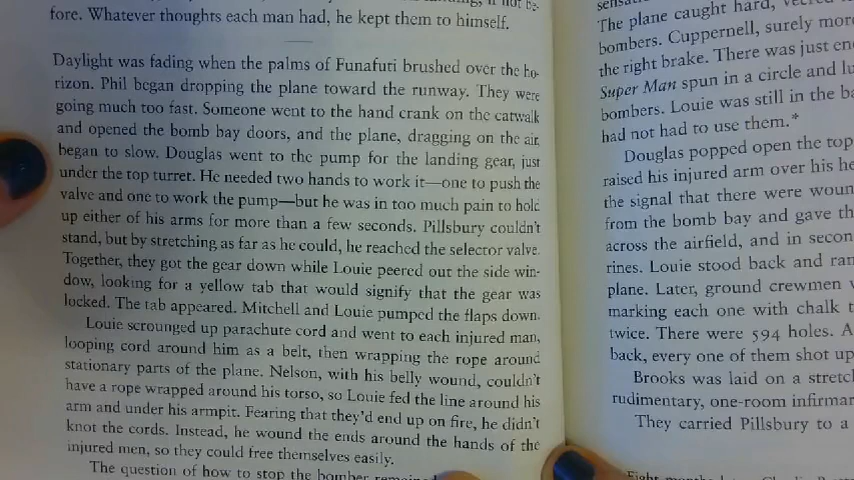 fore. Whatever thoughts each man had, he kept them to himself.
Daylight was fading when the palms of Funafuti brushed over the ho-
rizon. Phil began dropping the plane toward the runway. They were
going much too fast. Someone went to the hand crank on the catwalk
and opened the bomb bay doors, and the plane, dragging on the air,
began to slow. Douglas went to the pump for the landing gear, just
under the top turret. He needed two hands to work it—one to push the
valve and one to work the pump—but he was in too much pain to hold
up either of his arms for more than a few seconds. Pillsbury couldn't
stand, but by stretching as far as he could, he reached the selector valve.
Together, they got the gear down while Louie peered out the side win-
dow, looking for a yellow tab that would signify that the gear was
locked. The tab appeared. Mitchell and Louie pumped the flaps down.
Louie scrounged up parachute cord and went to each injured man,
looping cord around him as a belt, then wrapping the rope around
stationary parts of the plane. Nelson, with his belly wound, couldn't
have a rope wrapped around his torso, so Louie fed the line around his
arm and under his armpit. Fearing that they'd end up on fire, he didn't
knot the cords. Instead, he wound the ends around the hands of the
injured men, so they could free themselves easily.
The question of how to stop the bomber remained
The plane caught hard,
bombers. Cuppernell, surely
the right brake. There was just
Super Man spun in a circle and
bombers. Louie was still in the
had not had to use them.*
Douglas popped open the top
raised his injured arm over his
the signal that there were
from the bomb bay and gave
across the airfield, and in
rines. Louie stood back and
plane. Later, ground crewmen
marking each one with chalk
twice. There were 594 holes.
back, every one of them shot up
Brooks was laid on a
rudimentary, one-room
They carried Pillsbury to a